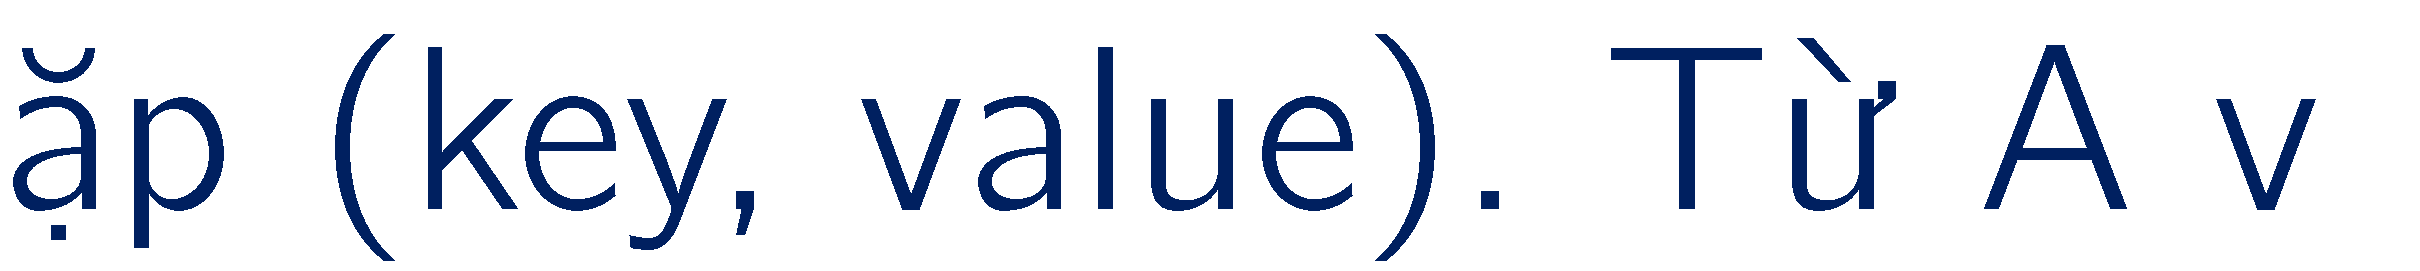 ặp (key, value). Từ A v